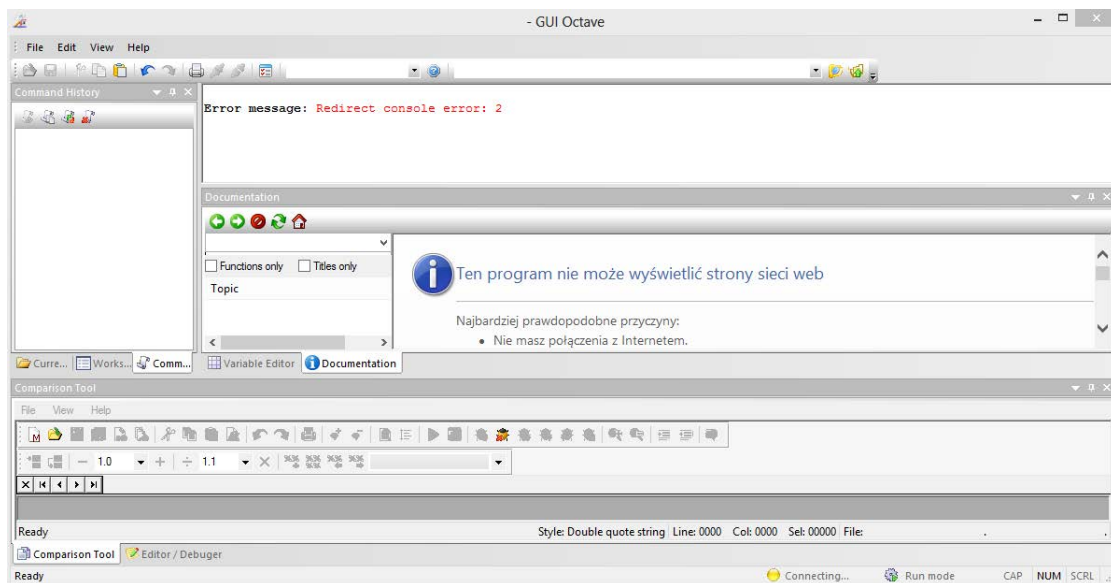 - GUI Octave
File Edit View Help
Command History
Error message: Redirect console error: 2
Documentation
Functions only Titles only
Topic
Ten program nie może wyświetlić strony sieci web
Najbardziej prawdopodobne przyczyny:
• Nie masz połączenia z Internetem.
Curre... Works... Comm...
Variable Editor Documentation
Comparison Tool
File View Help
1.0 1.1
Ready Style: Double quote string Line: 0000 Col: 0000 Sel: 00000 File:
Comparison Tool Editor / Debuger
Ready Connecting... Run mode CAP NUM SCRL